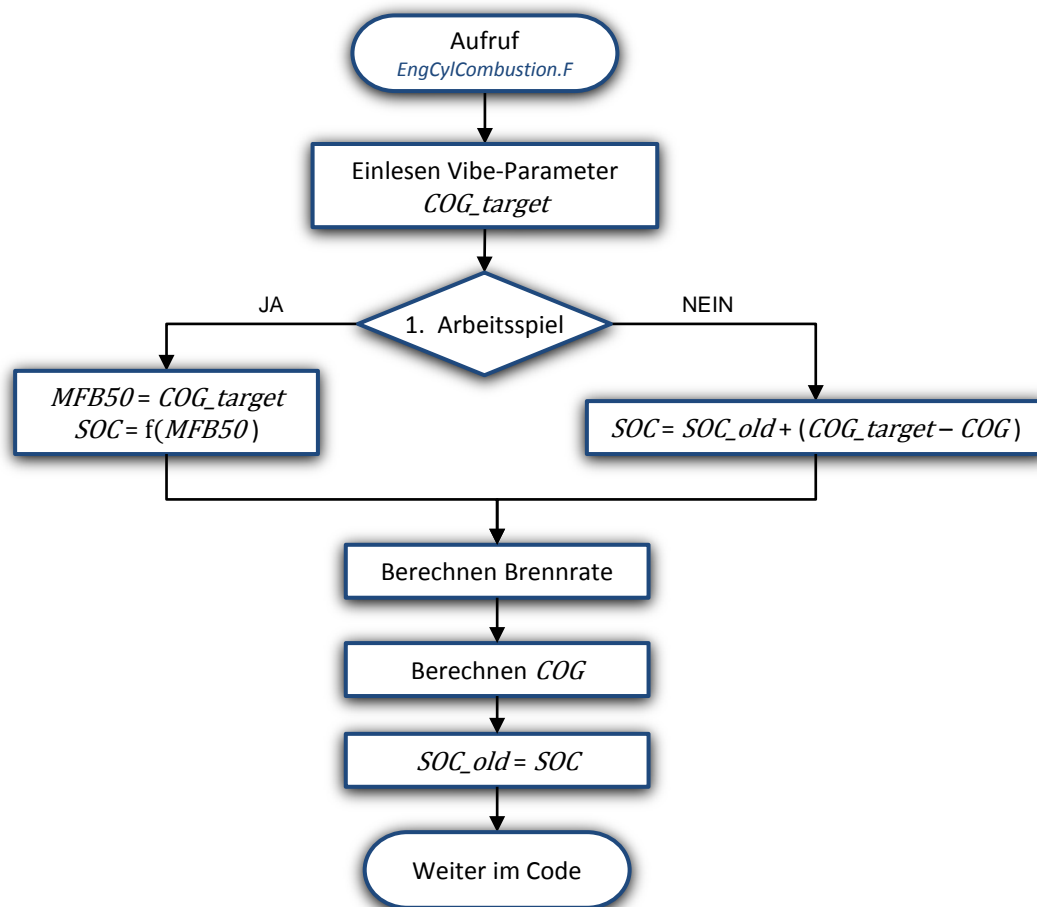 Aufruf
EngCylCombustion.F
Einlesen Vibe-Parameter
COG_target
1. Arbeitsspiel
JA
NEIN
MFB50 = COG_target
SOC = f(MFB50)
SOC = SOC_old + (COG_target – COG)
Berechnen Brennrate
Berechnen COG
SOC_old = SOC
Weiter im Code